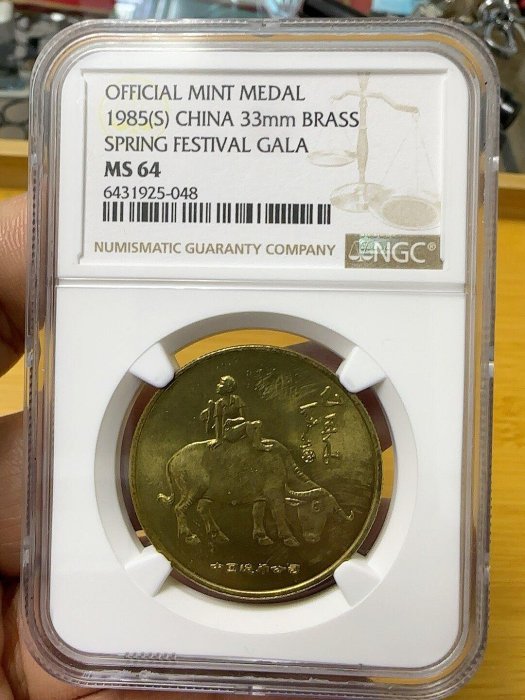 OFFICIAL MINT MEDAL
1985(S) CHINA 33mm BRASS
SPRING FESTIVAL GALA
MS 64
6431925-048
NUMISMATIC GUARANTY COMPANY
NGC®